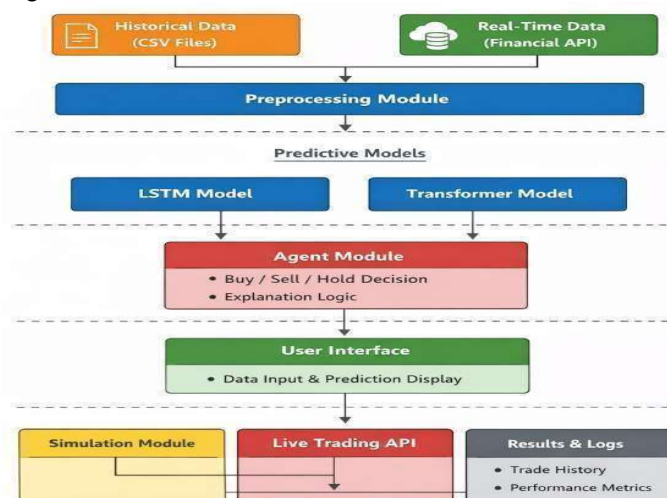 Historical Data
(CSV Files)
Real-Time Data
(Financial API)
Preprocessing Module
Predictive Models
LSTM Model
Transformer Model
Agent Module
• Buy / Sell / Hold Decision
• Explanation Logic
User Interface
• Data Input & Prediction Display
Simulation Module
Live Trading API
Results & Logs
• Trade History
• Performance Metrics